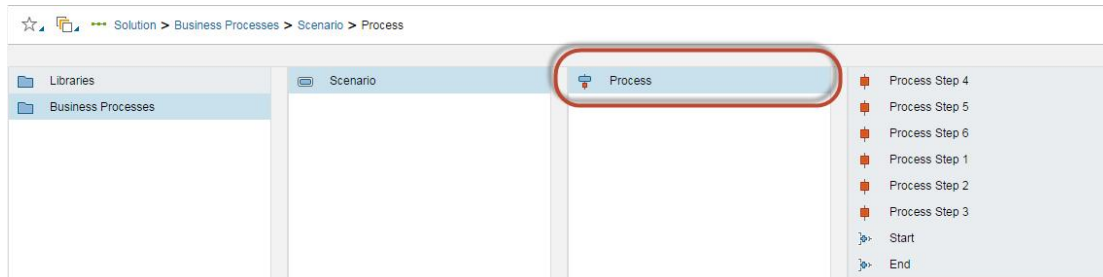 Solution > Business Processes > Scenario > Process
Libraries
Business Processes
Scenario
Process
Process Step 4
Process Step 5
Process Step 6
Process Step 1
Process Step 2
Process Step 3
Start
End